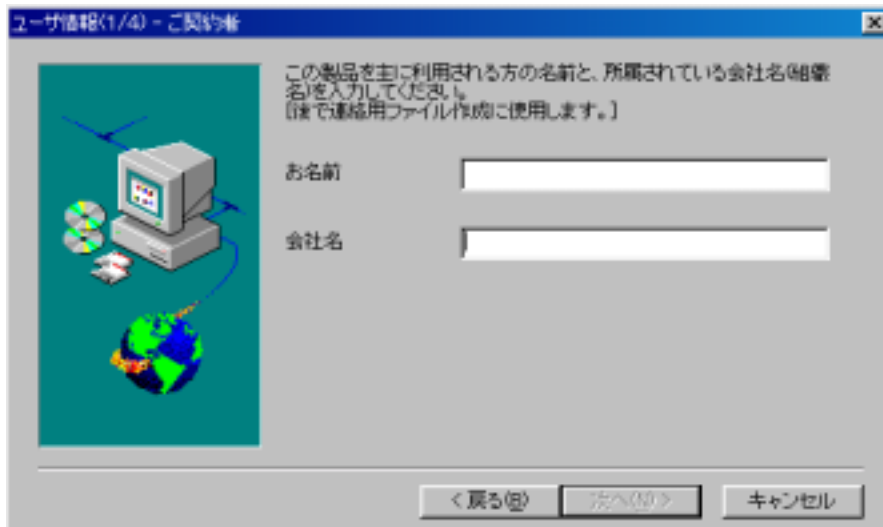 ユーザ情報(1/4) - ご契約者
この製品を主に利用される方の名前と、所属されている会社名(組織
名)を入力してください。
[後で連絡用ファイル作成に使用します。]
お名前
会社名
< 戻る(B)
次へ(N) >
キャンセル